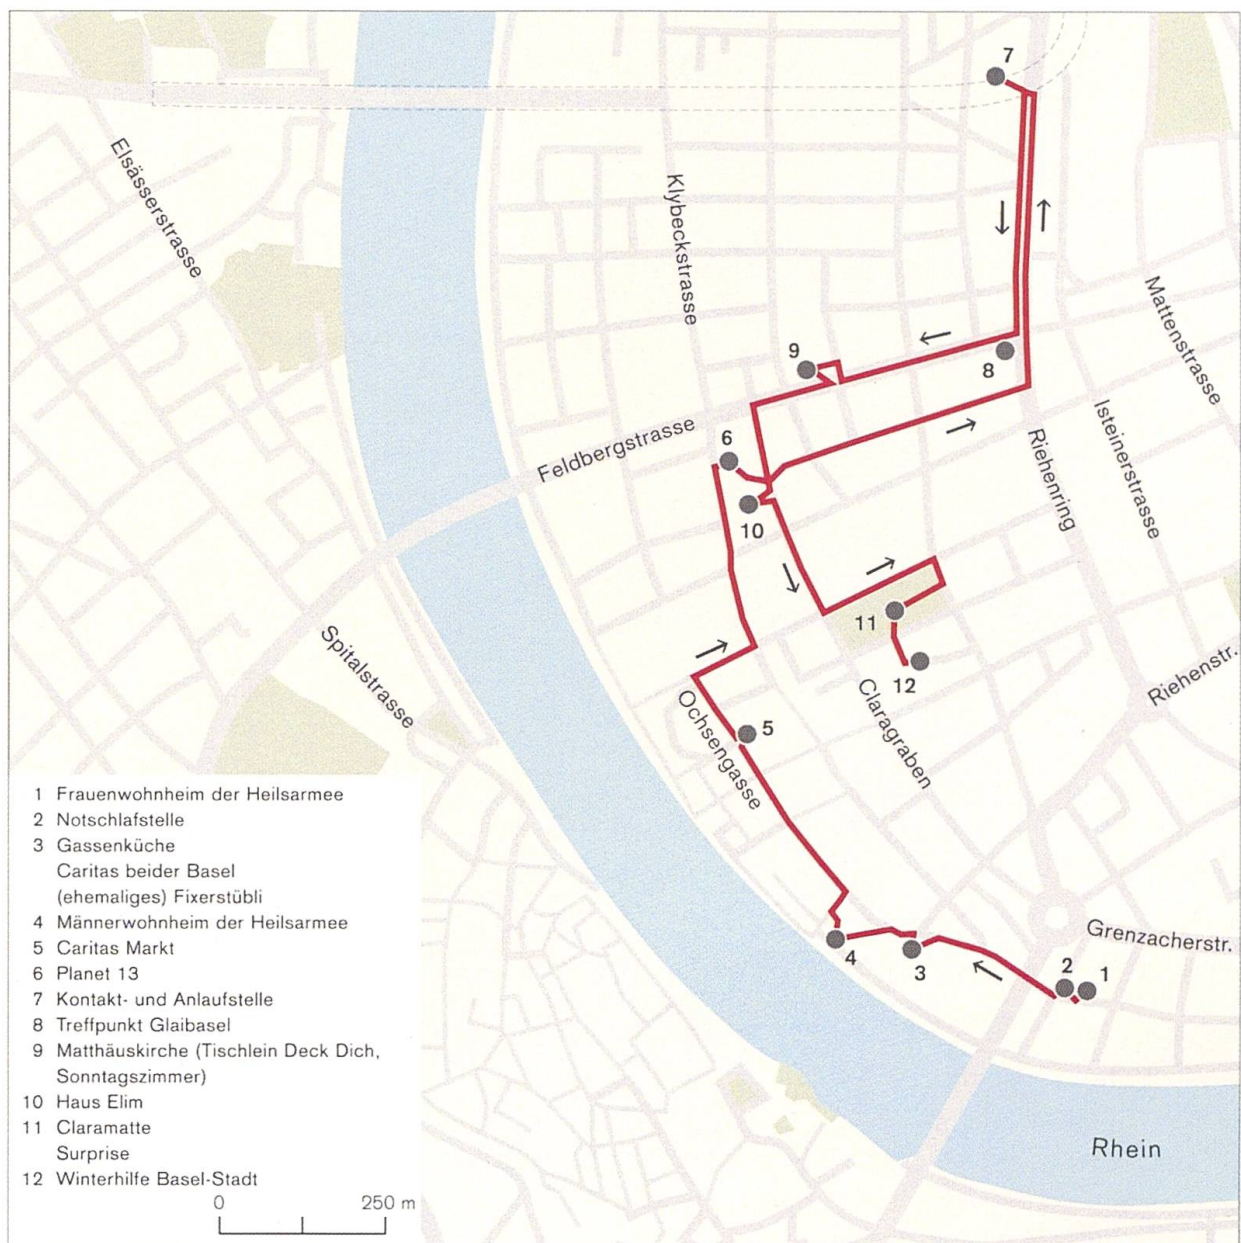 7
Elsässerstrasse
Klybeckstrasse
Mattenstrasse
9
8
Isteinerstrasse
Feldbergstrasse
6
Riehenring
10
11
Spitalstrasse
12
Riehenstr.
Claragraben
Ochsengasse
5
Grenzacherstr.
4
3
2
1
Rhein
1 Frauenwohnheim der Heilsarmee
2 Notschlafstelle
3 Gassenküche
Caritas beider Basel
(ehemaliges) Fixerstübli
4 Männerwohnheim der Heilsarmee
5 Caritas Markt
6 Planet 13
7 Kontakt- und Anlaufstelle
8 Treffpunkt Glaibasel
9 Matthäuskirche (Tischlein Deck Dich,
Sonntagszimmer)
10 Haus Elim
11 Claramatte
Surprise
12 Winterhilfe Basel-Stadt
0 250 m